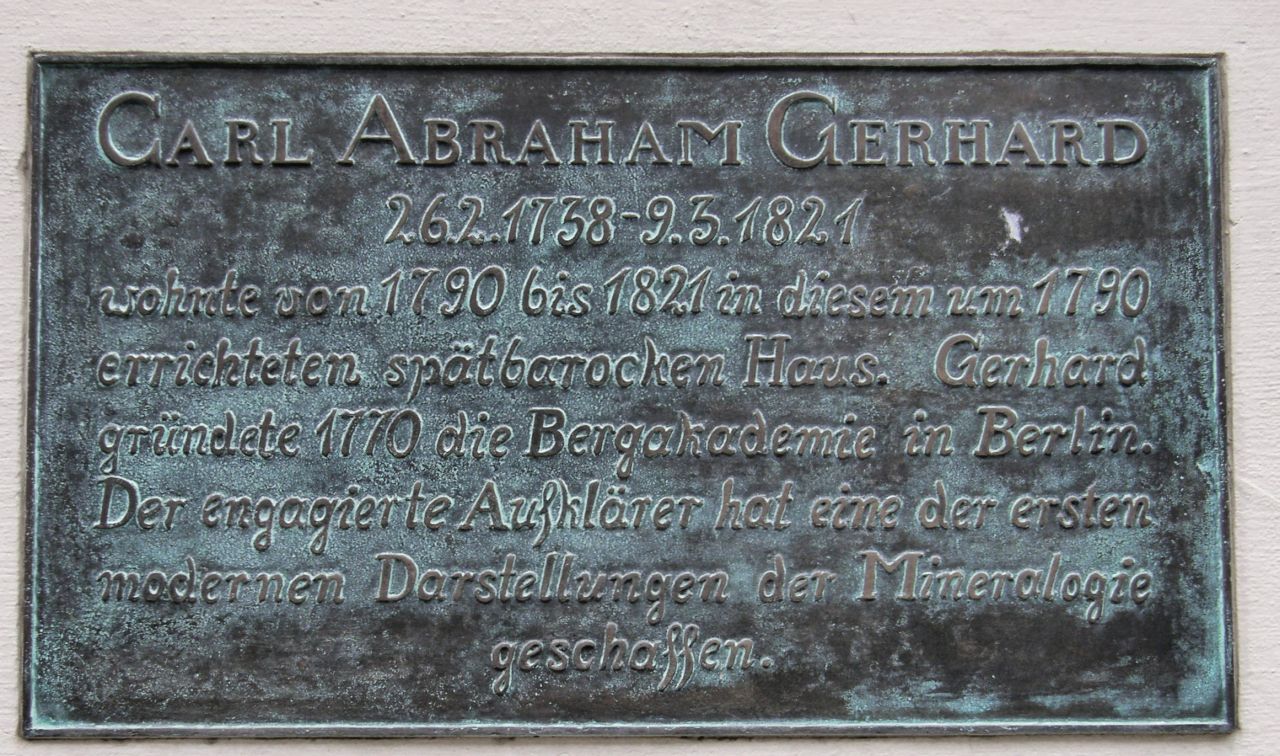 CARL ABRAHAM GERHARD
26.2.1738-9.3.1821
wohnte von 1790 bis 1821 in diesem um 1790
errichteten spätbarocken Haus. Gerhard
gründete 1770 die Bergakademie in Berlin.
Der engagierte Aufklärer hat eine der ersten
modernen Darstellungen der Mineralogie
geschaffen.